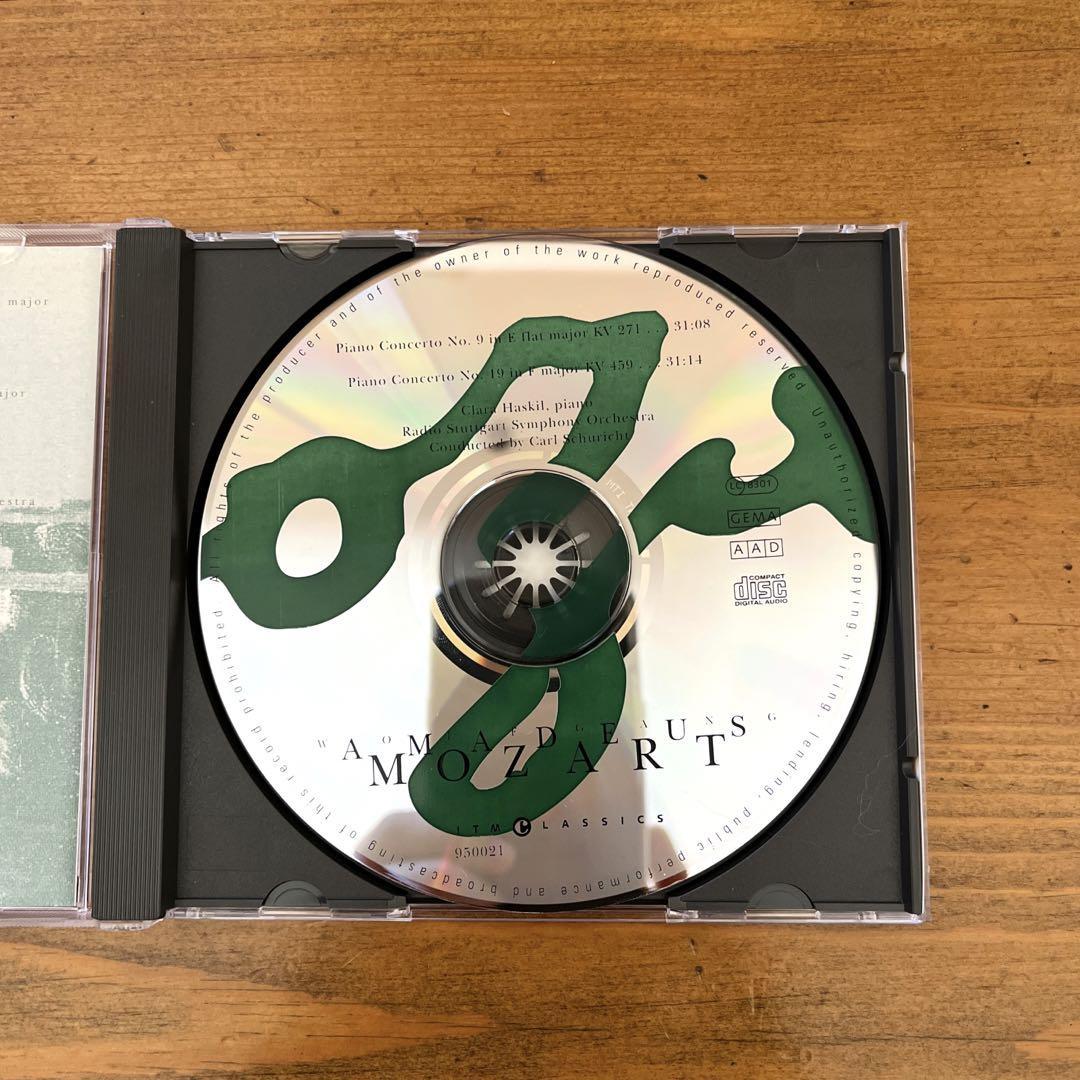 major
ajor
estra
All rights of the producer and of the owner of the work reproduced reserved Unauthorized copying, hiring, lending, public performance and broadcasting of this record prohibited
Piano Concerto No. 9 in E flat major KV 271 . . . 31:08
Piano Concerto No. 19 in F major KV 459 . . . 31:14
Clara Haskil, piano
Radio Stuttgart Symphony Orchestra
Conducted by Carl Schuricht
LC 8301
GEMA
AAD
COMPACT
disc
DIGITAL AUDIO
WOLFGANG
AMADEUS
MOZART
ITM CLASSICS
950021